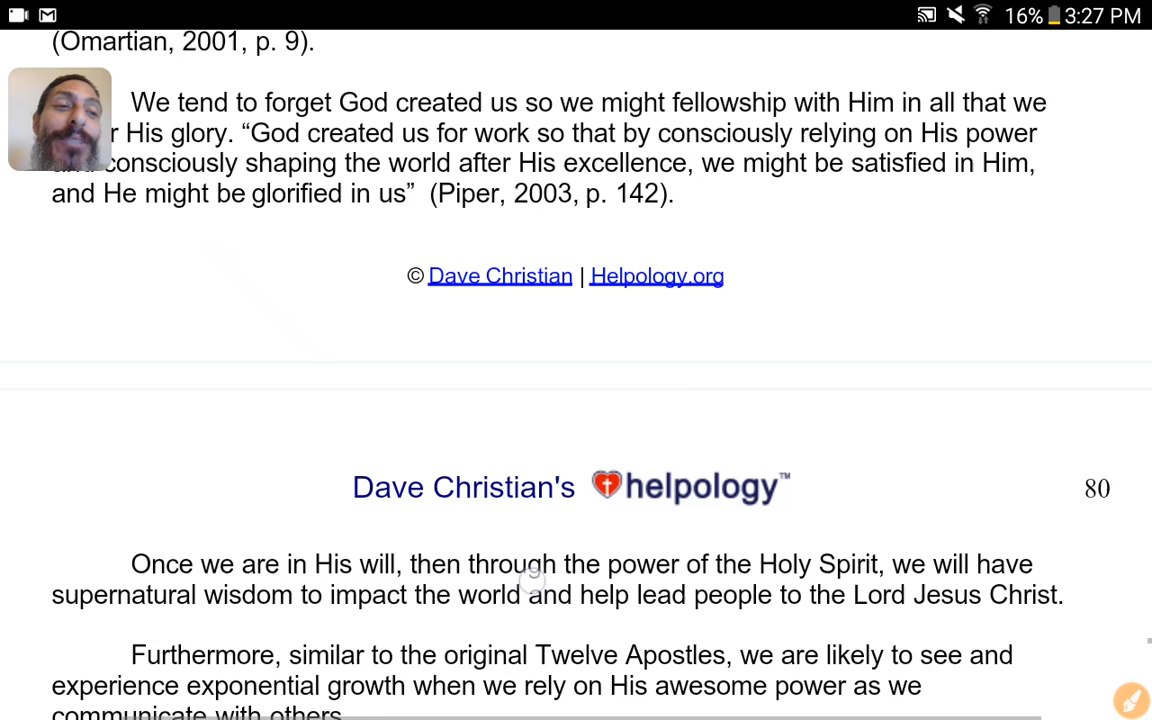 16% 3:27 PM
(Omartian, 2001, p. 9).
We tend to forget God created us so we might fellowship with Him in all that we
r His glory. “God created us for work so that by consciously relying on His power
consciously shaping the world after His excellence, we might be satisfied in Him,
and He might be glorified in us” (Piper, 2003, p. 142).
© Dave Christian | Helpology.org
Dave Christian's helpology™ 80
Once we are in His will, then through the power of the Holy Spirit, we will have
supernatural wisdom to impact the world and help lead people to the Lord Jesus Christ.
Furthermore, similar to the original Twelve Apostles, we are likely to see and
experience exponential growth when we rely on His awesome power as we
communicate with others.